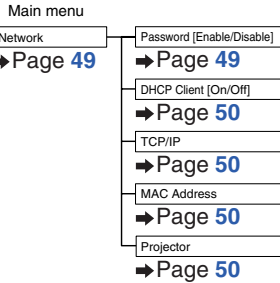 Main menu
Network
➡Page 49
Password [Enable/Disable]
➡Page 49
DHCP Client [On/Off]
➡Page 50
TCP/IP
➡Page 50
MAC Address
➡Page 50
Projector
➡Page 50